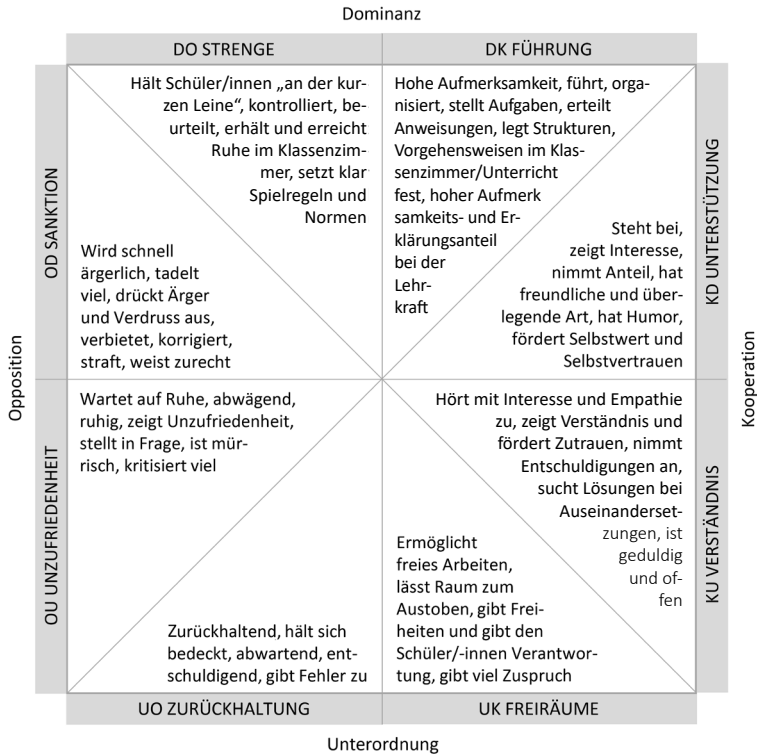 Dominanz
DO STRENGE
DK FÜHRUNG
Hält Schüler/innen „an der kur-
zen Leine“, kontrolliert, be-
urteilt, erhält und erreicht
Ruhe im Klassenzim-
mer, setzt klar
Spielregeln und
Normen
Hohe Aufmerksamkeit, führt, orga-
nisiert, stellt Aufgaben, erteilt
Anweisungen, legt Strukturen,
Vorgehensweisen im Klas-
senzimmer/Unterricht
fest, hoher Aufmerk
samkeits- und Er-
klärungsanteil
bei der
Lehr-
kraft
OD SANKTION
Wird schnell
ärgerlich, tadelt
viel, drückt Ärger
und Verdruss aus,
verbietet, korrigiert,
straft, weist zurecht
Steht bei,
zeigt Interesse,
nimmt Anteil, hat
freundliche und über-
legende Art, hat Humor,
fördert Selbstwert und
Selbstvertrauen
KD UNTERSTÜTZUNG
Opposition
Kooperation
OU UNZUFRIEDENHEIT
Wartet auf Ruhe, abwägend,
ruhig, zeigt Unzufriedenheit,
stellt in Frage, ist mür-
risch, kritisiert viel
Hört mit Interesse und Empathie
zu, zeigt Verständnis und
fördert Zutrauen, nimmt
Entschuldigungen an,
sucht Lösungen bei
Auseinanderset-
zungen, ist
geduldig
und of-
fen
KU VERSTÄNDNIS
Zurückhaltend, hält sich
bedeckt, abwartend, ent-
schuldigend, gibt Fehler zu
Ermöglicht
freies Arbeiten,
lässt Raum zum
Austoben, gibt Frei-
heiten und gibt den
Schüler/-innen Verantwor-
tung, gibt viel Zuspruch
UO ZURÜCKHALTUNG
UK FREIRÄUME
Unterordnung